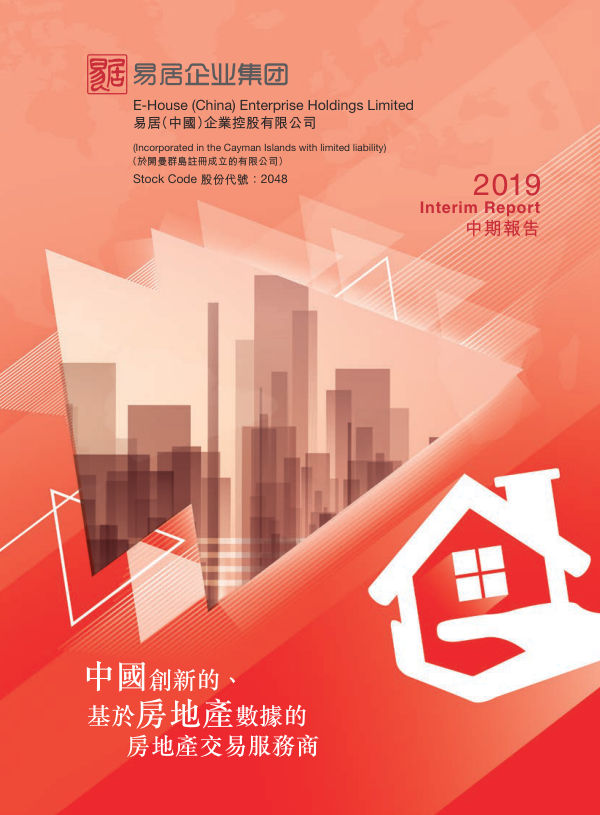 易居 易居企业集团
E-House (China) Enterprise Holdings Limited
易居(中國)企業控股有限公司
(Incorporated in the Cayman Islands with limited liability)
(於開曼群島註冊成立的有限公司)
Stock Code 股份代號：2048
2019
Interim Report
中期報告
中國創新的、
基於房地產數據的
房地產交易服務商